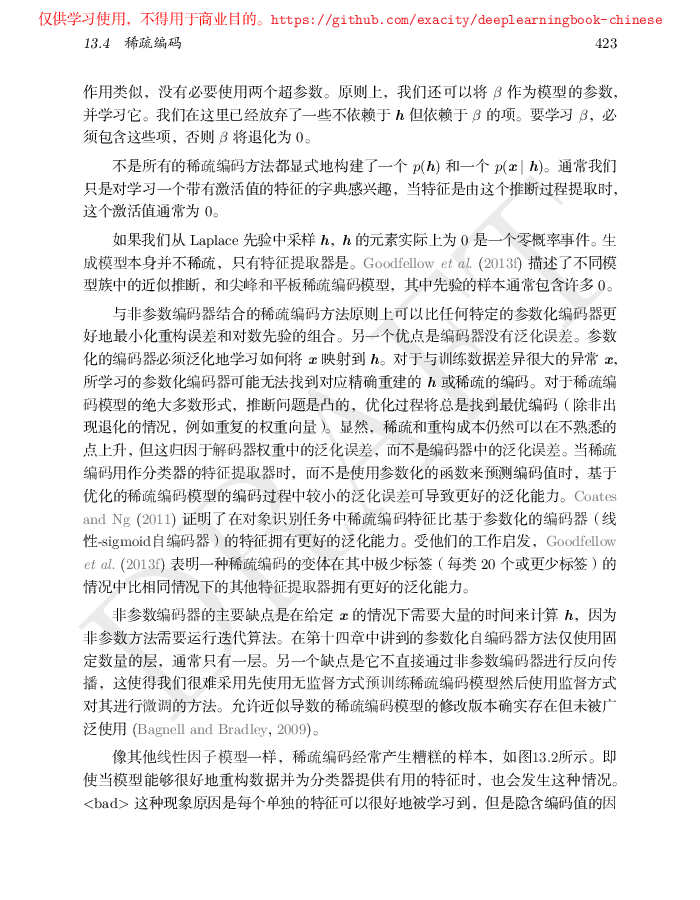 仅供学习使用，不得用于商业目的。https://github.com/exacity/deeplearningbook-chinese
13.4 稀疏编码 423
作用类似，没有必要使用两个超参数。原则上，我们还可以将 β 作为模型的参数，
并学习它。我们在这里已经放弃了一些不依赖于 h 但依赖于 β 的项。要学习 β，必
须包含这些项，否则 β 将退化为 0。
不是所有的稀疏编码方法都显式地构建了一个 p(h) 和一个 p(x | h)。通常我们
只是对学习一个带有激活值的特征的字典感兴趣，当特征是由这个推断过程提取时，
这个激活值通常为 0。
如果我们从 Laplace 先验中采样 h，h 的元素实际上为 0 是一个零概率事件。生
成模型本身并不稀疏，只有特征提取器是。Goodfellow et al. (2013f) 描述了不同模
型族中的近似推断，和尖峰和平板稀疏编码模型，其中先验的样本通常包含许多 0。
与非参数编码器结合的稀疏编码方法原则上可以比任何特定的参数化编码器更
好地最小化重构误差和对数先验的组合。另一个优点是编码器没有泛化误差。参数
化的编码器必须泛化地学习如何将 x 映射到 h。对于与训练数据差异很大的异常 x,
所学习的参数化编码器可能无法找到对应精确重建的 h 或稀疏的编码。对于稀疏编
码模型的绝大多数形式，推断问题是凸的，优化过程将总是找到最优编码（除非出
现退化的情况，例如重复的权重向量）。显然，稀疏和重构成本仍然可以在不熟悉的
点上升，但这归因于解码器权重中的泛化误差，而不是编码器中的泛化误差。当稀疏
编码用作分类器的特征提取器时，而不是使用参数化的函数来预测编码值时，基于
优化的稀疏编码模型的编码过程中较小的泛化误差可导致更好的泛化能力。Coates
and Ng (2011) 证明了在对象识别任务中稀疏编码特征比基于参数化的编码器（线
性-sigmoid自编码器）的特征拥有更好的泛化能力。受他们的工作启发，Goodfellow
et al. (2013f) 表明一种稀疏编码的变体在其中极少标签（每类 20 个或更少标签）的
情况中比相同情况下的其他特征提取器拥有更好的泛化能力。
非参数编码器的主要缺点是在给定 x 的情况下需要大量的时间来计算 h，因为
非参数方法需要运行迭代算法。在第十四章中讲到的参数化自编码器方法仅使用固
定数量的层，通常只有一层。另一个缺点是它不直接通过非参数编码器进行反向传
播，这使得我们很难采用先使用无监督方式预训练稀疏编码模型然后使用监督方式
对其进行微调的方法。允许近似导数的稀疏编码模型的修改版本确实存在但未被广
泛使用 (Bagnell and Bradley, 2009)。
像其他线性因子模型一样，稀疏编码经常产生糟糕的样本，如图13.2所示。即
使当模型能够很好地重构数据并为分类器提供有用的特征时，也会发生这种情况。
<bad> 这种现象原因是每个单独的特征可以很好地被学习到，但是隐含编码值的因
DRAFT